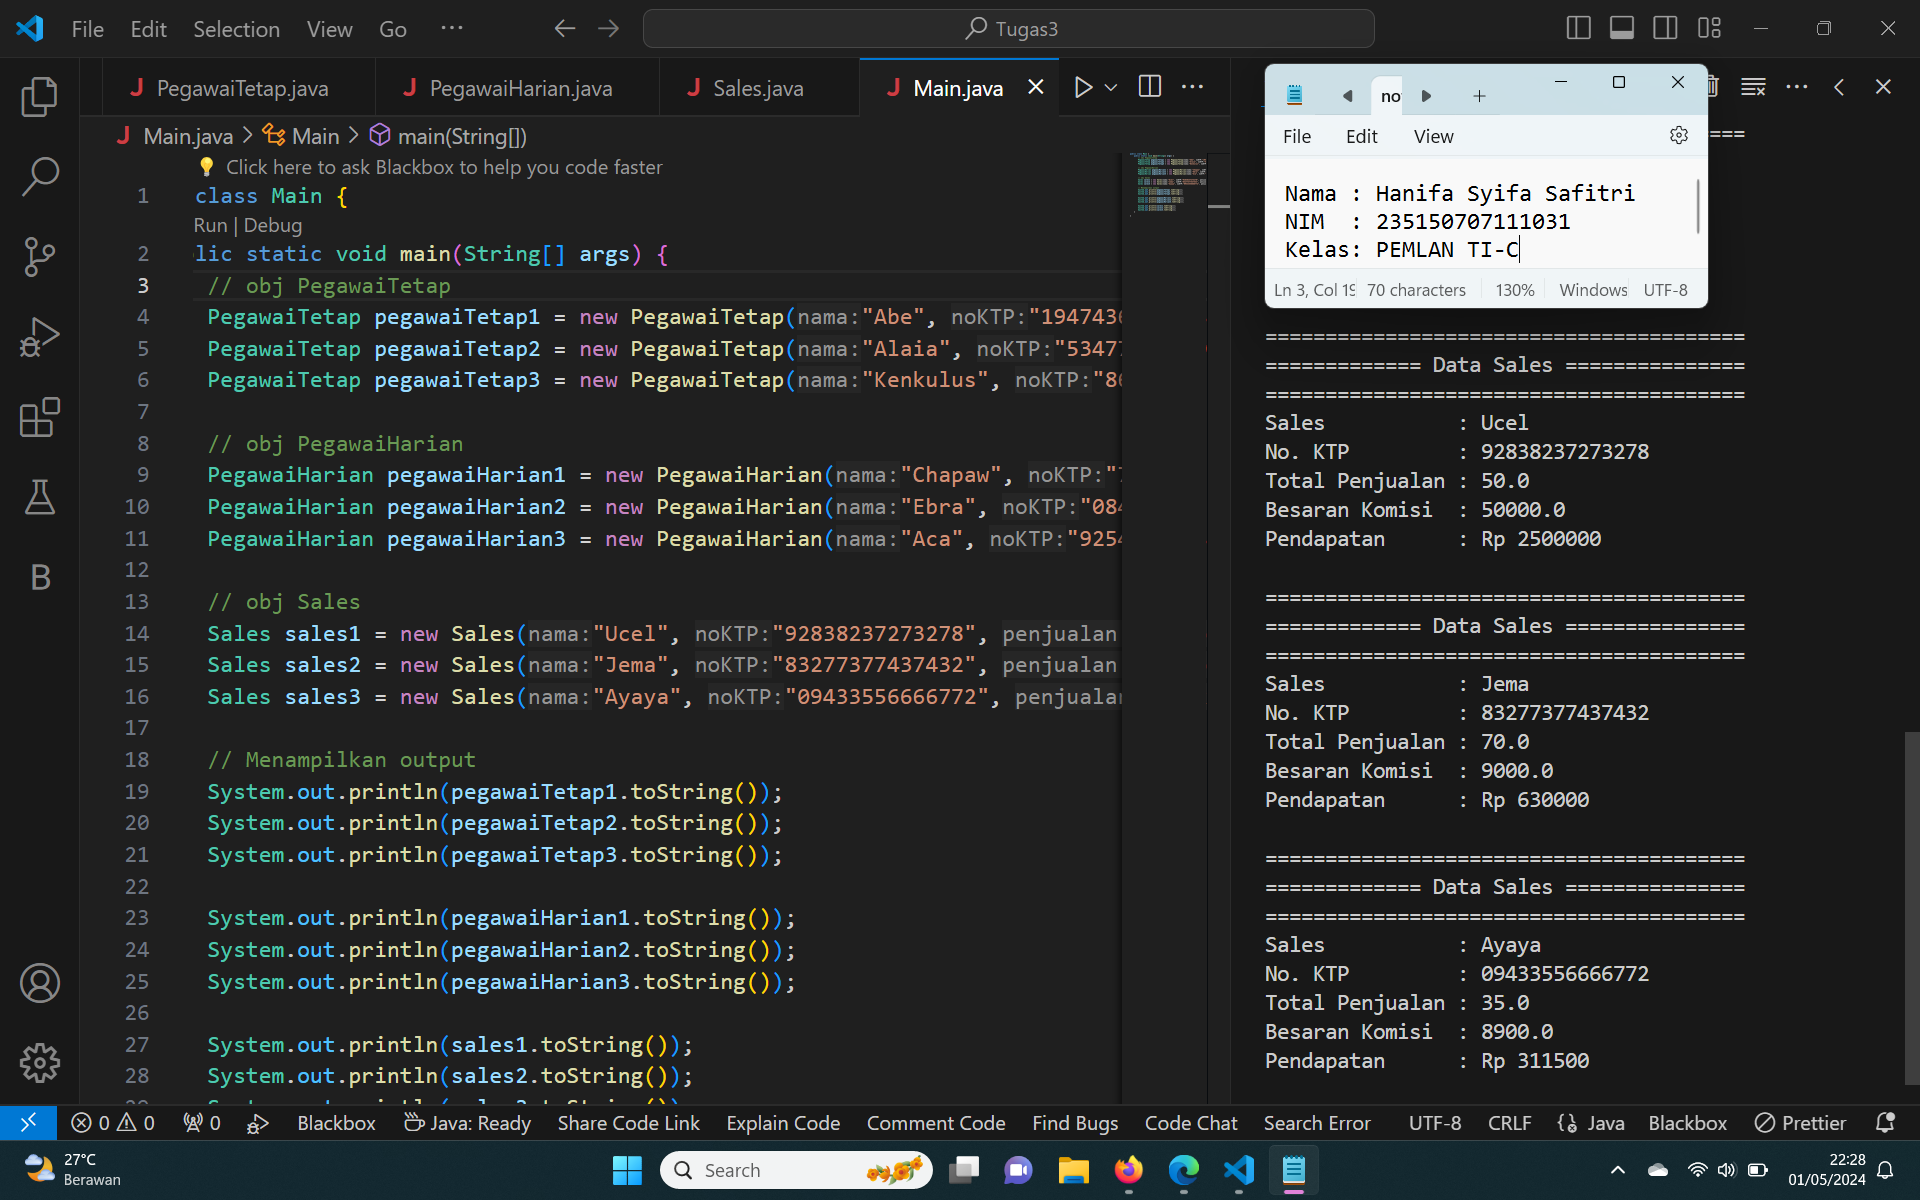 File Edit Selection View Go ··· Tugas3
PegawaiTetap.java PegawaiHarian.java Sales.java Main.java
Main.java > Main > main(String[])
Click here to ask Blackbox to help you code faster
1 class Main {
Run | Debug
2 lic static void main(String[] args) {
3 // obj PegawaiTetap
4 PegawaiTetap pegawaiTetap1 = new PegawaiTetap(nama:"Abe", noKTP:"1947436
5 PegawaiTetap pegawaiTetap2 = new PegawaiTetap(nama:"Alaia", noKTP:"5347
6 PegawaiTetap pegawaiTetap3 = new PegawaiTetap(nama:"Kenkulus", noKTP:"86
7
8 // obj PegawaiHarian
9 PegawaiHarian pegawaiHarian1 = new PegawaiHarian(nama:"Chapaw", noKTP:"
10 PegawaiHarian pegawaiHarian2 = new PegawaiHarian(nama:"Ebra", noKTP:"084
11 PegawaiHarian pegawaiHarian3 = new PegawaiHarian(nama:"Aca", noKTP:"9254
12
13 // obj Sales
14 Sales sales1 = new Sales(nama:"Ucel", noKTP:"92838237273278", penjualan
15 Sales sales2 = new Sales(nama:"Jema", noKTP:"83277377437432", penjualan
16 Sales sales3 = new Sales(nama:"Ayaya", noKTP:"09433556666772", penjualan
17
18 // Menampilkan output
19 System.out.println(pegawaiTetap1.toString());
20 System.out.println(pegawaiTetap2.toString());
21 System.out.println(pegawaiTetap3.toString());
22
23 System.out.println(pegawaiHarian1.toString());
24 System.out.println(pegawaiHarian2.toString());
25 System.out.println(pegawaiHarian3.toString());
26
27 System.out.println(sales1.toString());
28 System.out.println(sales2.toString());
no
File Edit View
Nama : Hanifa Syifa Safitri
NIM : 235150707111031
Kelas: PEMLAN TI-C
Ln 3, Col 19 70 characters 130% Windows UTF-8
===
========================================
============= Data Sales ===============
========================================
Sales : Ucel
No. KTP : 92838237273278
Total Penjualan : 50.0
Besaran Komisi : 50000.0
Pendapatan : Rp 2500000
========================================
============= Data Sales ===============
========================================
Sales : Jema
No. KTP : 83277377437432
Total Penjualan : 70.0
Besaran Komisi : 9000.0
Pendapatan : Rp 630000
========================================
============= Data Sales ===============
========================================
Sales : Ayaya
No. KTP : 09433556666772
Total Penjualan : 35.0
Besaran Komisi : 8900.0
Pendapatan : Rp 311500
0 0 0 Blackbox Java: Ready Share Code Link Explain Code Comment Code Find Bugs Code Chat Search Error UTF-8 CRLF Java Blackbox Prettier
27°C
Berawan
Search
22:28
01/05/2024